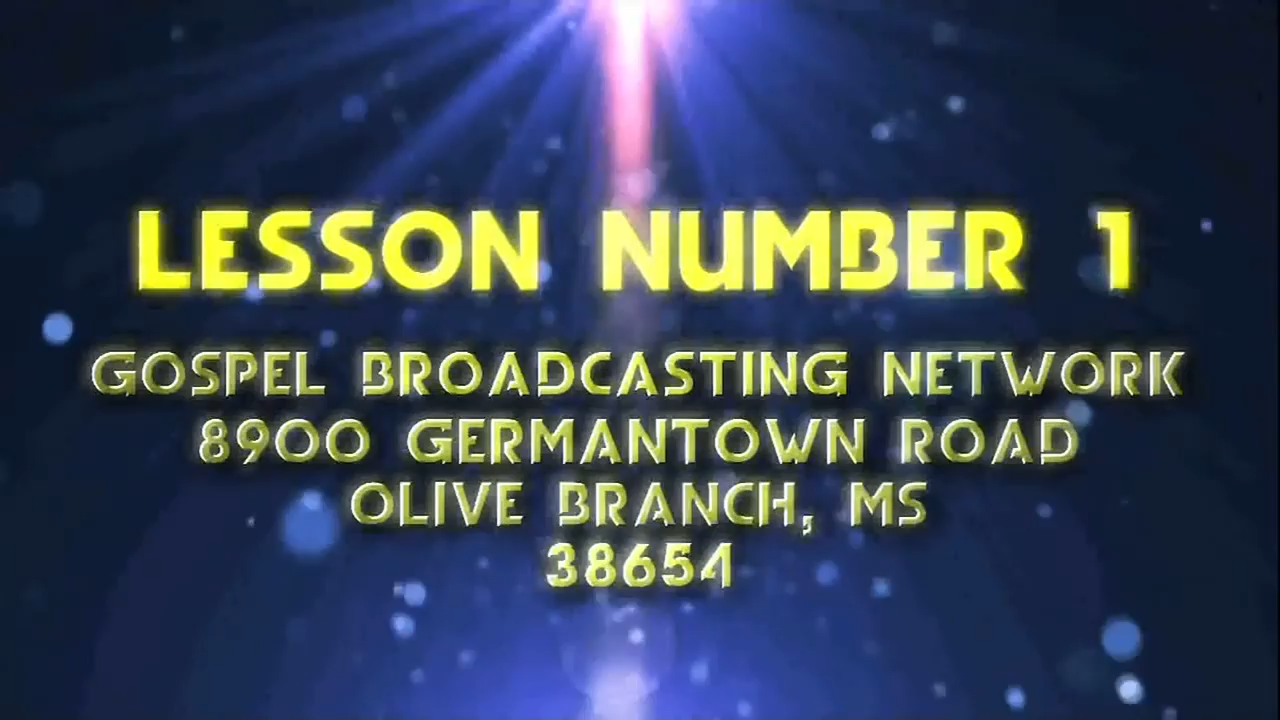 LESSON NUMBER 1
GOSPEL BROADCASTING NETWORK
8900 GERMANTOWN ROAD
OLIVE BRANCH, MS
38654